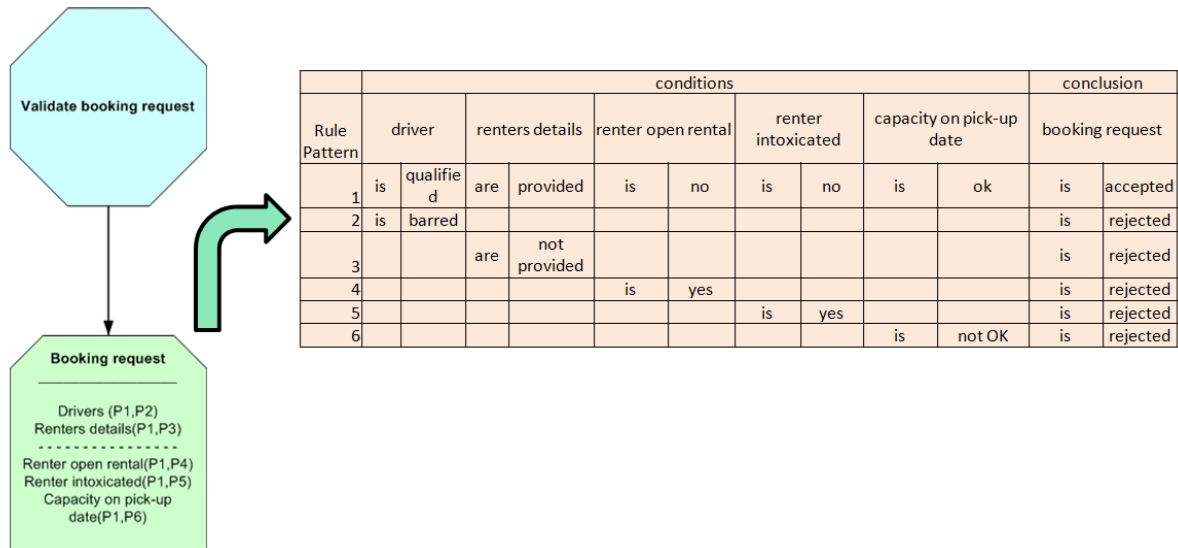 Validate booking request
Booking request
Drivers (P1,P2)
Renters details(P1,P3)
Renter open rental(P1,P4)
Renter intoxicated(P1,P5)
Capacity on pick-up
date(P1,P6)
conditions conclusion
Rule
Pattern driver renters details renter open rental renter
intoxicated capacity on pick-up
date booking request
1 is qualifie
d are provided is no is no is ok is accepted
2 is barred is rejected
3 are not
provided is rejected
4 is yes is rejected
5 is yes is rejected
6 is not OK is rejected